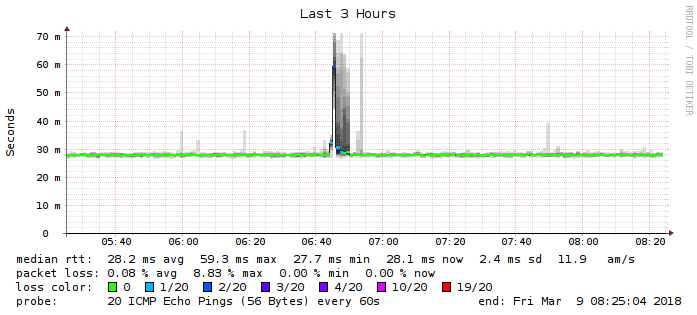 Last 3 Hours
RRDTOOL / TOBI OETIKER
Seconds
70 m
60 m
50 m
40 m
30 m
20 m
10 m
0
05:40 06:00 06:20 06:40 07:00 07:20 07:40 08:00 08:20
median rtt: 28.2 ms avg 59.3 ms max 27.7 ms min 28.1 ms now 2.4 ms sd 11.9 am/s
packet loss: 0.08 % avg 8.83 % max 0.00 % min 0.00 % now
loss color: 0 1/20 2/20 3/20 4/20 10/20 19/20
probe: 20 ICMP Echo Pings (56 Bytes) every 60s end: Fri Mar 9 08:25:04 2018